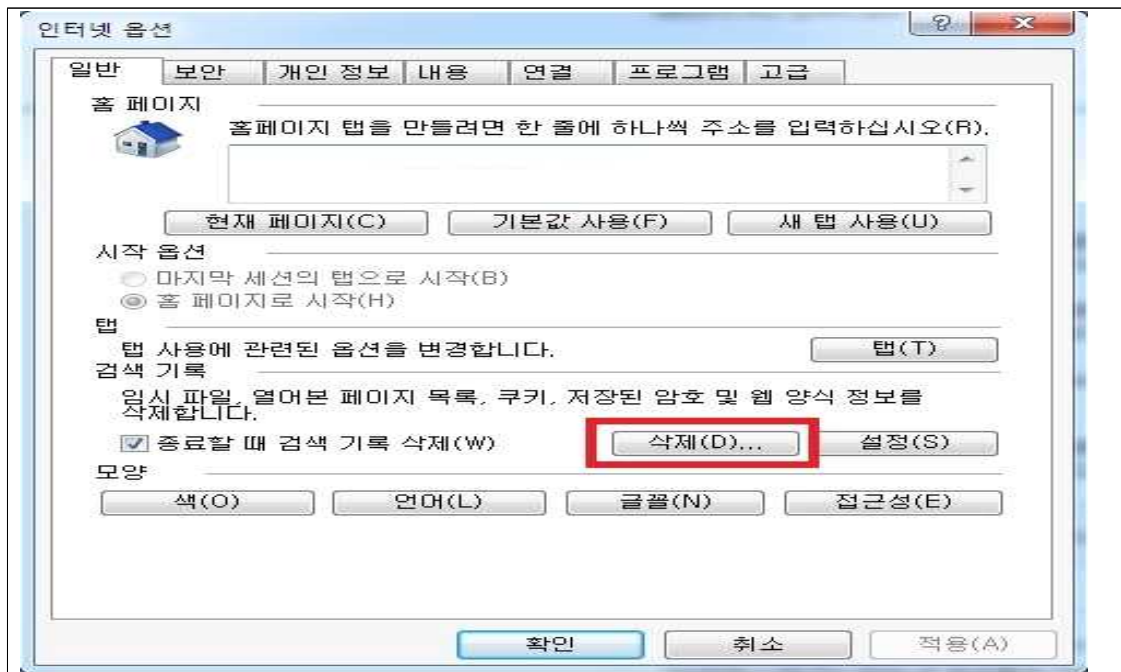 인터넷 옵션
일반 보안 개인 정보 내용 연결 프로그램 고급
홈 페이지
홈페이지 탭을 만들려면 한 줄에 하나씩 주소를 입력하십시오(R).
현재 페이지(C) 기본값 사용(F) 새 탭 사용(U)
시작 옵션
마지막 세션의 탭으로 시작(B)
홈 페이지로 시작(H)
탭
탭 사용에 관련된 옵션을 변경합니다. 탭(T)
검색 기록
임시 파일, 열어본 페이지 목록, 쿠키, 저장된 암호 및 웹 양식 정보를
삭제합니다.
종료할 때 검색 기록 삭제(W) 삭제(D)... 설정(S)
모양
색(O) 언어(L) 글꼴(N) 접근성(E)
확인 취소 적용(A)